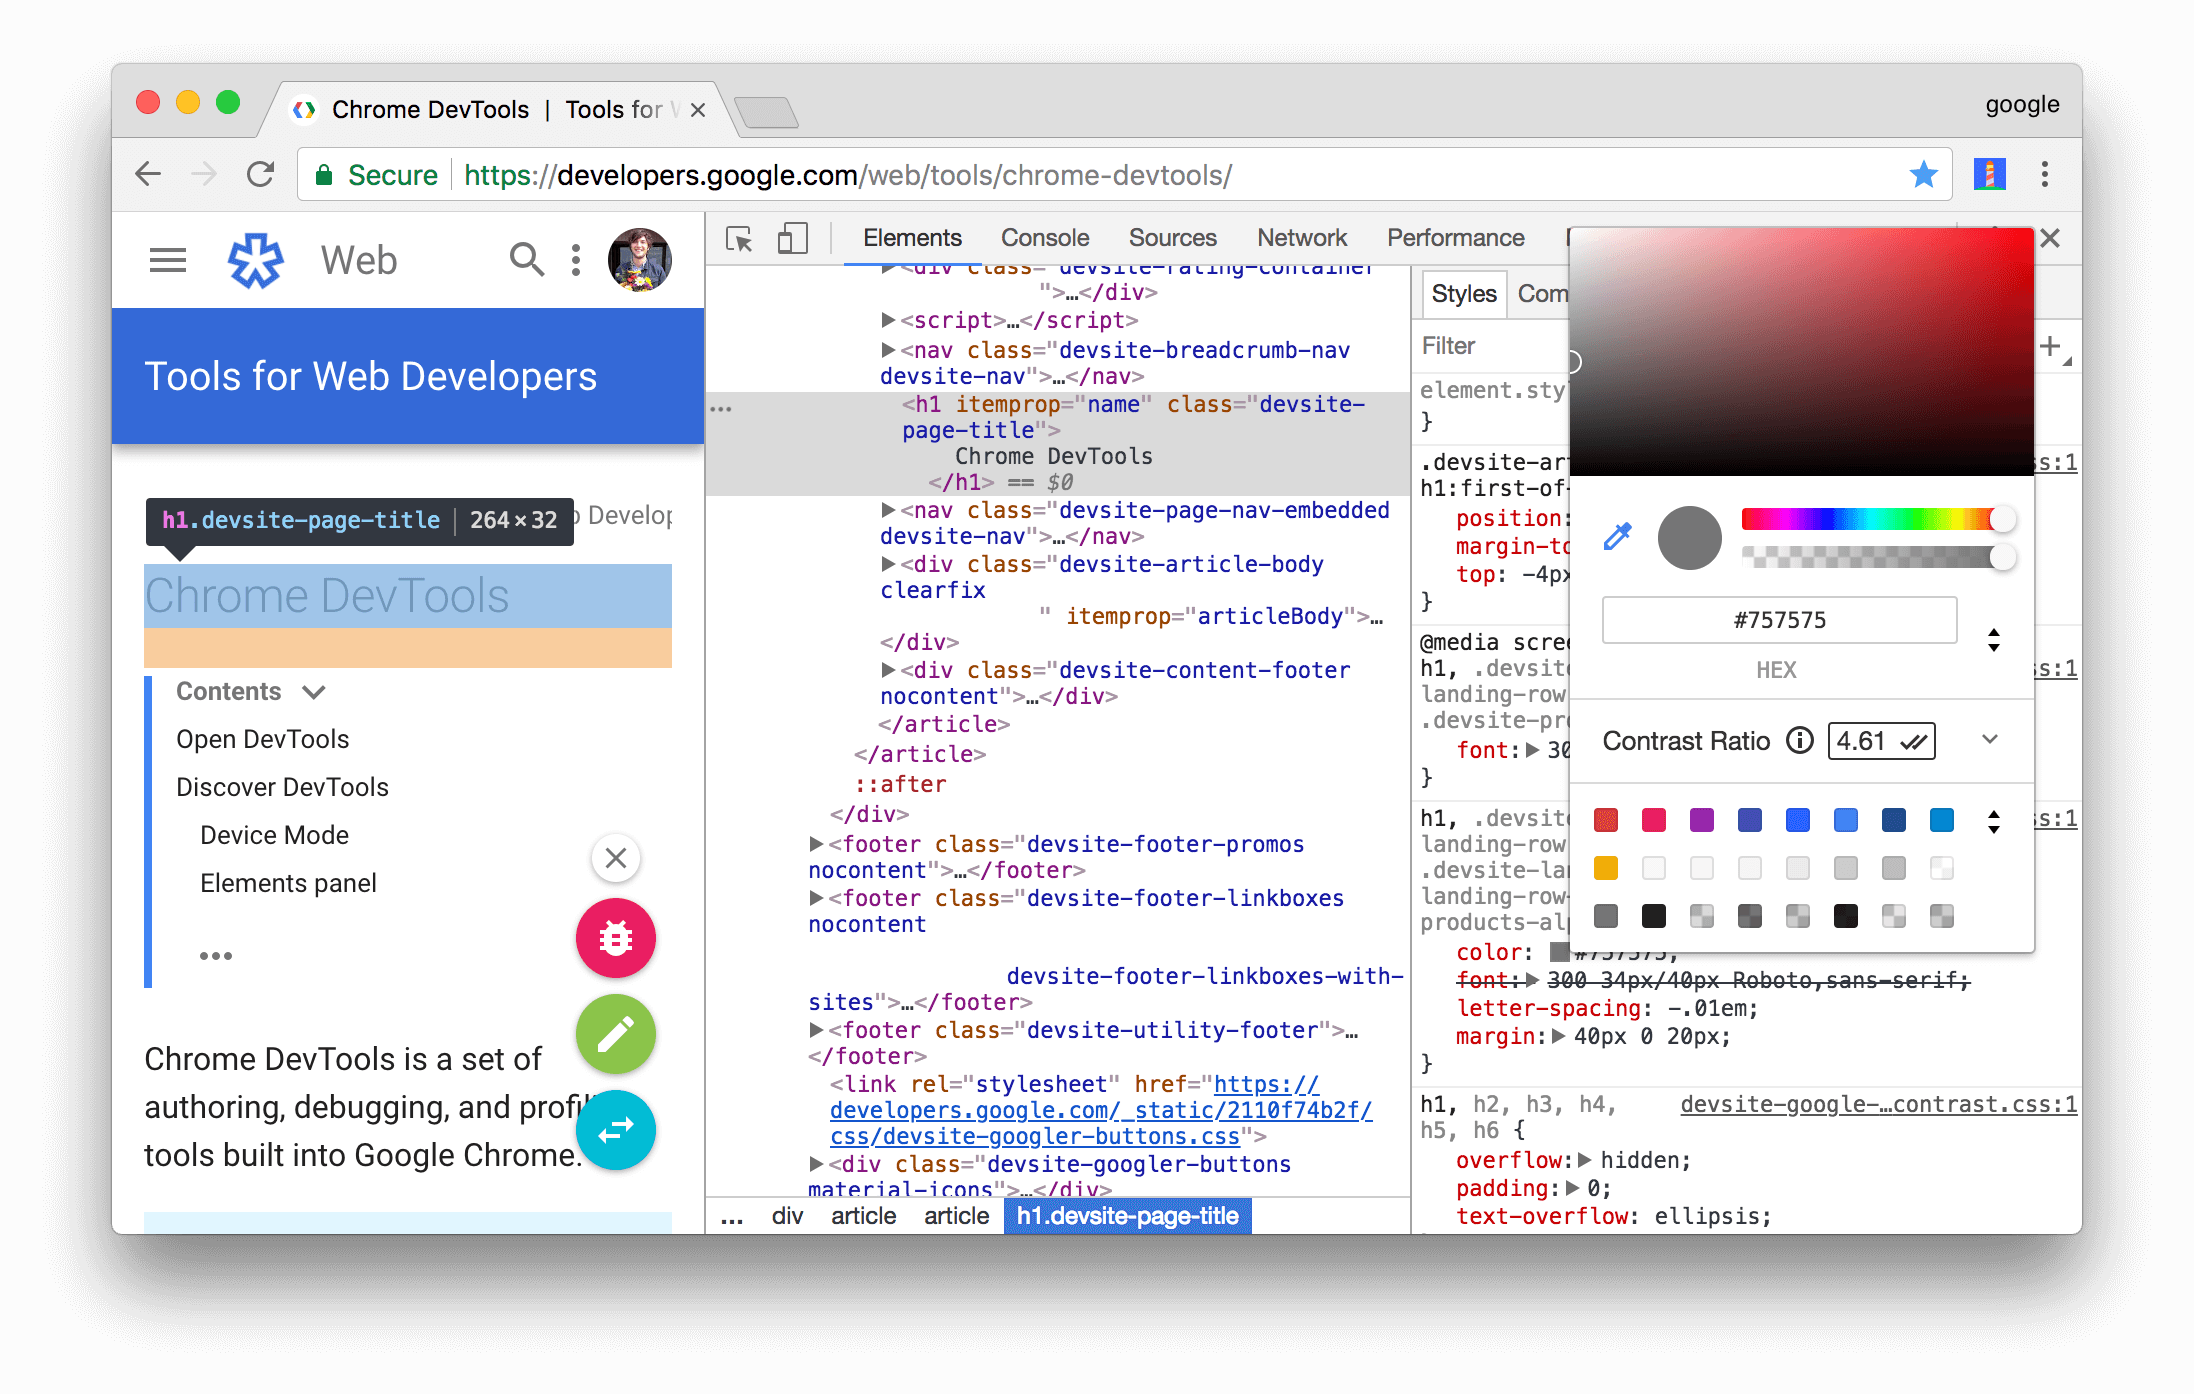 Chrome DevTools | Tools for W
google
Secure https://developers.google.com/web/tools/chrome-devtools/
Web
Tools for Web Developers
h1.devsite-page-title 264×32
Develop
Chrome DevTools
Contents
Open DevTools
Discover DevTools
Device Mode
Elements panel
•••
Chrome DevTools is a set of
authoring, debugging, and profil
tools built into Google Chrome.
Elements Console Sources Network Performance
<div class="devsite-rating-container
">…</div>
<script>…</script>
<nav class="devsite-breadcrumb-nav
devsite-nav">…</nav>
<h1 itemprop="name" class="devsite-
page-title">
Chrome DevTools
</h1> == $0
<nav class="devsite-page-nav-embedded
devsite-nav">…</nav>
<div class="devsite-article-body
clearfix
" itemprop="articleBody">…
</div>
<div class="devsite-content-footer
nocontent">…</div>
</article>
</article>
::after
</div>
<footer class="devsite-footer-promos
nocontent">…</footer>
<footer class="devsite-footer-linkboxes
nocontent
devsite-footer-linkboxes-with-
sites">…</footer>
<footer class="devsite-utility-footer">…
</footer>
<link rel="stylesheet" href="https://
developers.google.com/_static/2110f74b2f/
css/devsite-googler-buttons.css">
<div class="devsite-googler-buttons
material-icons">…</div>
... div article article h1.devsite-page-title
Styles Com
Filter
element.sty
}
.devsite-ar ss:1
h1:first-of-
position:
margin-to
top: -4px
}
@media scree
h1, .devsite ss:1
landing-row
.devsite-pro
font: 30
}
h1, .devsite ss:1
landing-row
.devsite-lan
landing-row-
products-alp
color: #757575;
font: 300 34px/40px Roboto,sans-serif;
letter-spacing: -.01em;
margin: 40px 0 20px;
}
h1, h2, h3, h4, devsite-google-…contrast.css:1
h5, h6 {
overflow: hidden;
padding: 0;
text-overflow: ellipsis;
#757575
HEX
Contrast Ratio 4.61